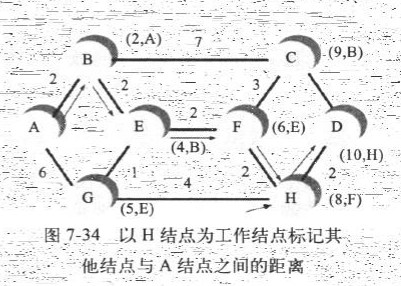 (2,A)
7
B
C
(9,B)
2
2
3
2
A
E
F
(6,E)
D
(4,B)
(10,H)
6
1
4
2
2
G
H
(5,E)
(8,F)
图 7-34 以 H 结点为工作结点标记其
他结点与 A 结点之间的距离